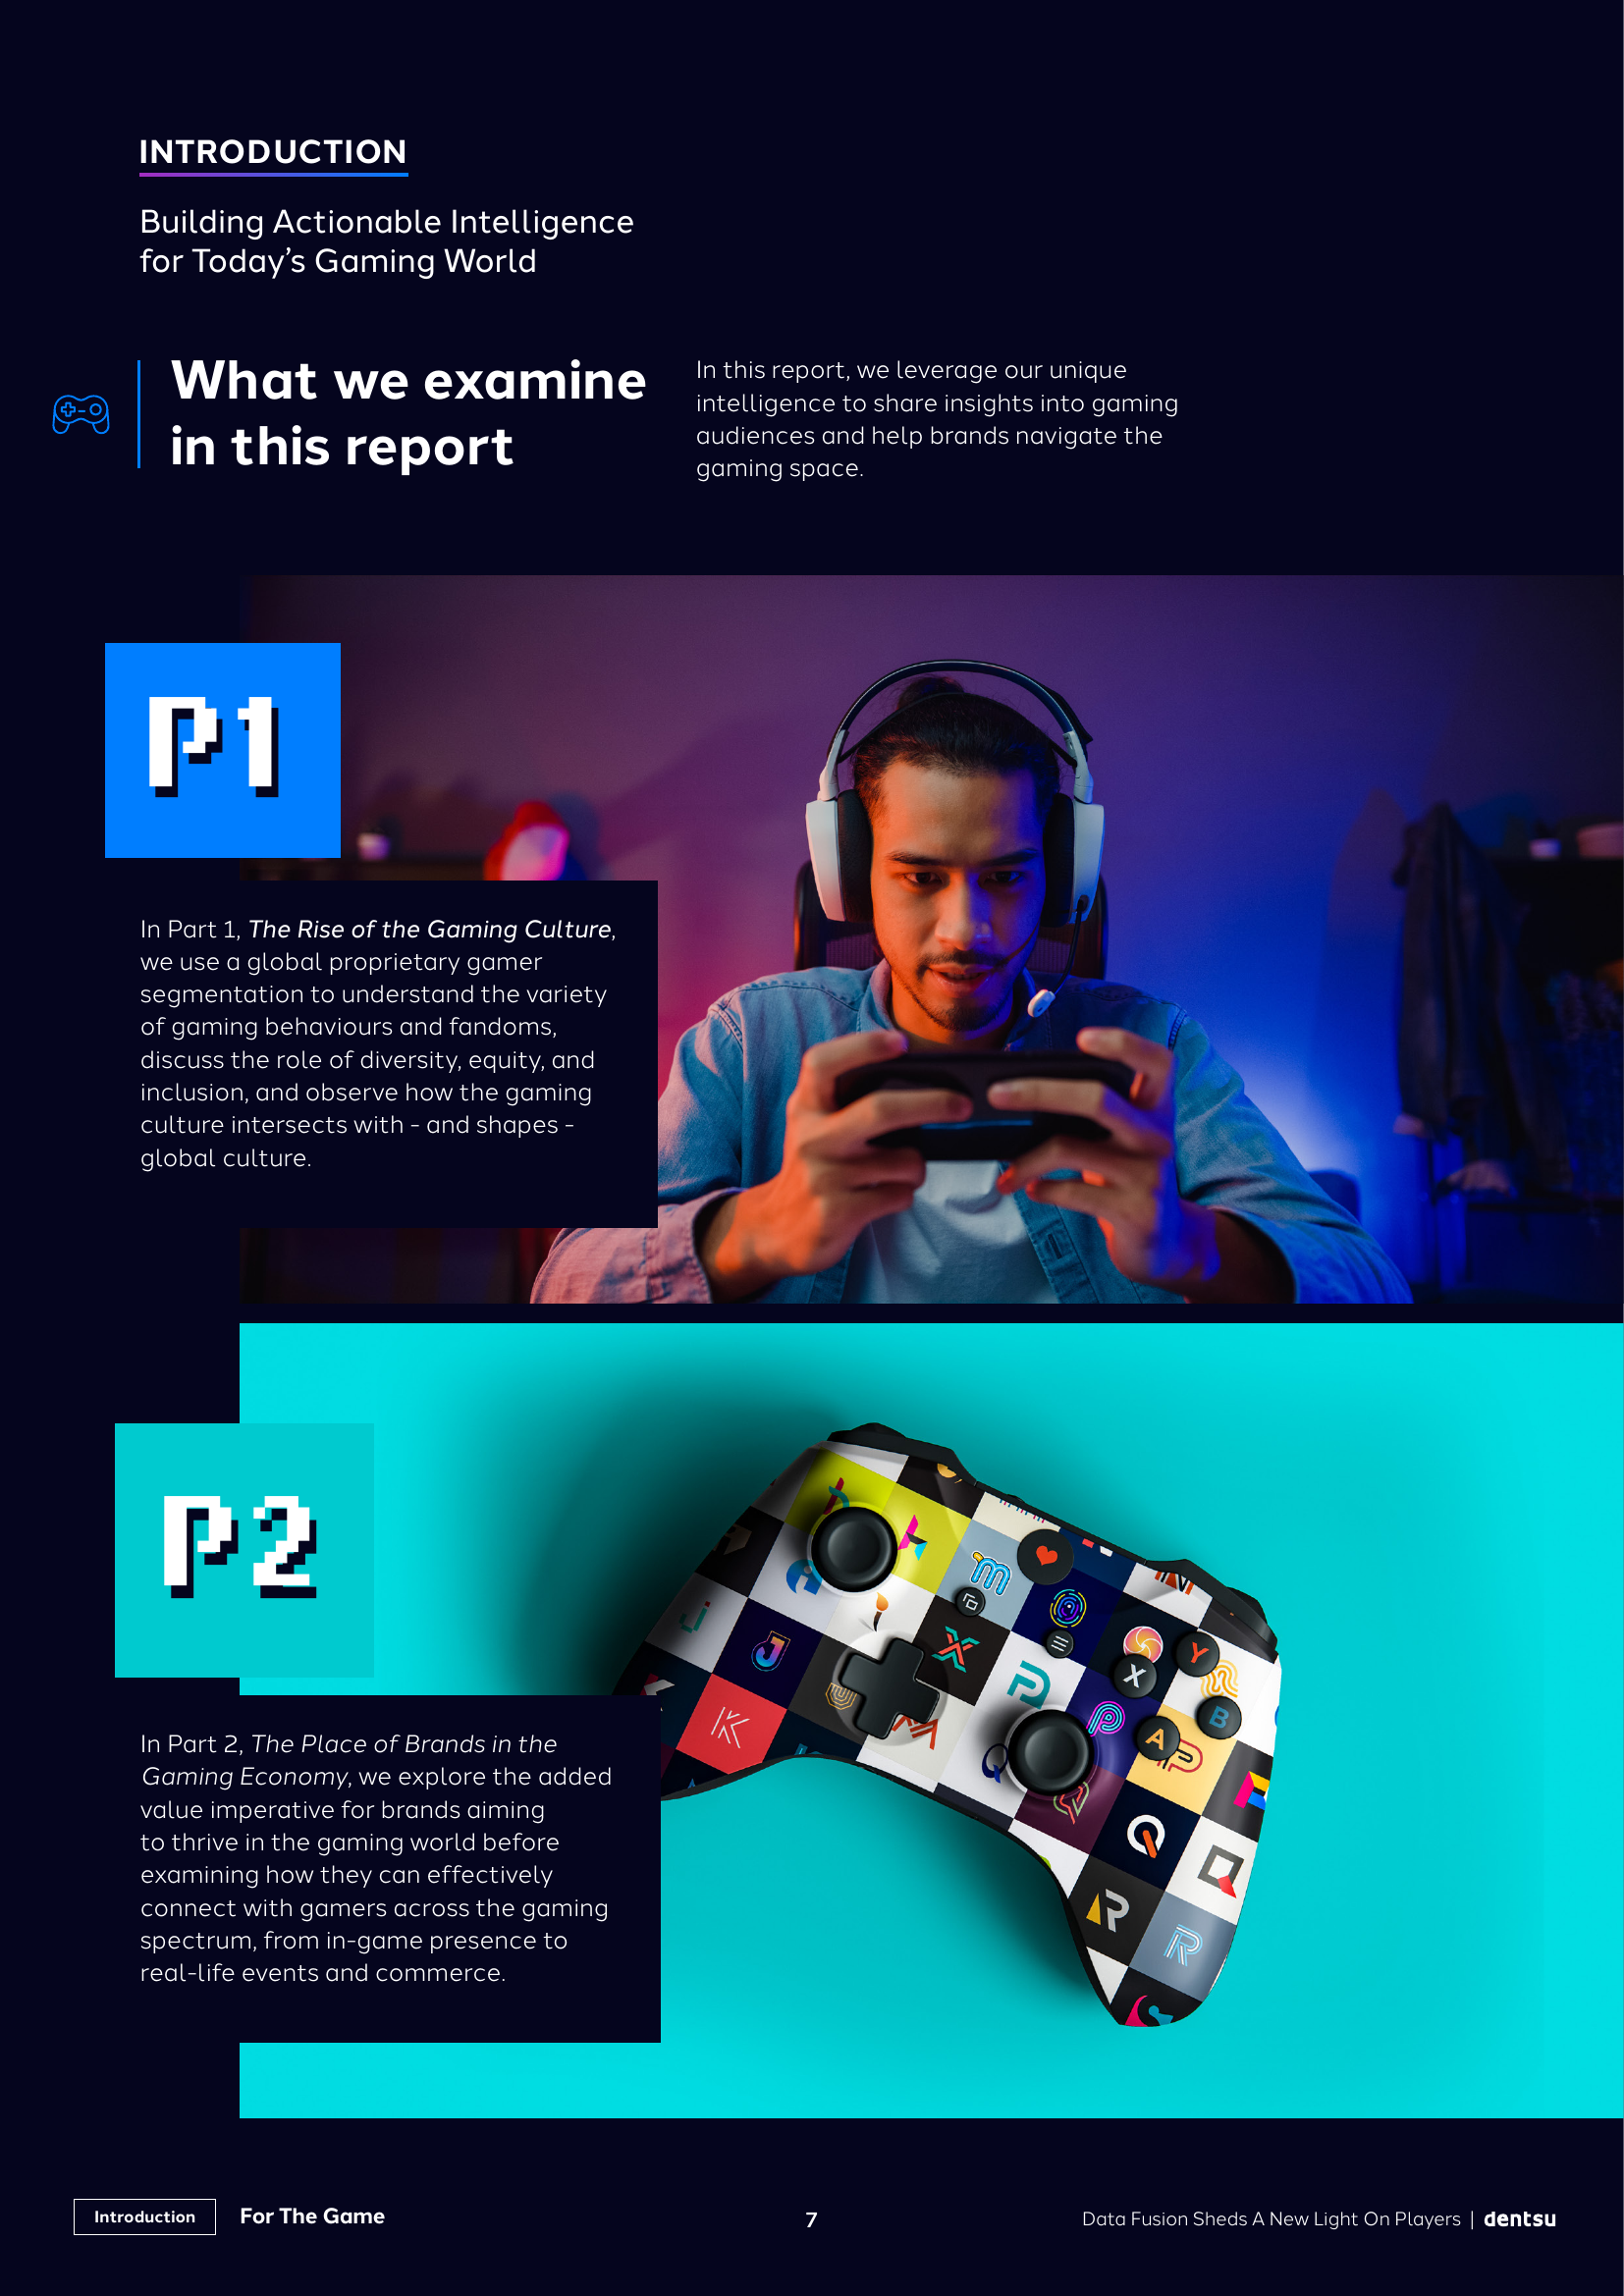 INTRODUCTION
Building Actionable Intelligence
for Today’s Gaming World
What we examine
in this report
In this report, we leverage our unique
intelligence to share insights into gaming
audiences and help brands navigate the
gaming space.
P1
In Part 1, The Rise of the Gaming Culture,
we use a global proprietary gamer
segmentation to understand the variety
of gaming behaviours and fandoms,
discuss the role of diversity, equity, and
inclusion, and observe how the gaming
culture intersects with - and shapes -
global culture.
P2
In Part 2, The Place of Brands in the
Gaming Economy, we explore the added
value imperative for brands aiming
to thrive in the gaming world before
examining how they can effectively
connect with gamers across the gaming
spectrum, from in-game presence to
real-life events and commerce.
m
J
K
P
P
X
Y
B
A
Q
Q
R
R
Introduction
For The Game
7
Data Fusion Sheds A New Light On Players | dentsu